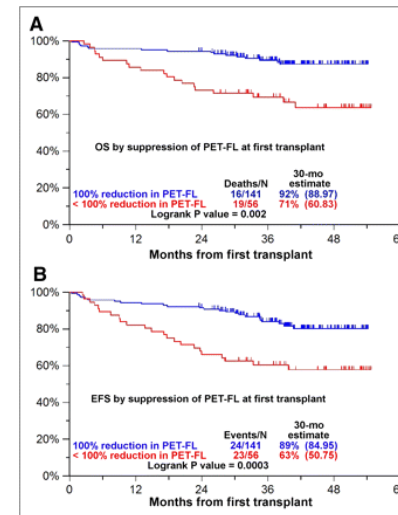 A
100%
80%
60%
40%
20%
0%
OS by suppression of PET-FL at first transplant
Deaths/N
30-mo
estimate
100% reduction in PET-FL 16/141 92% (88.97)
< 100% reduction in PET-FL 19/56 71% (60.83)
Logrank P value = 0.002
0 12 24 36 48 6
Months from first transplant
B
100%
80%
60%
40%
20%
0%
EFS by suppression of PET-FL at first transplant
Events/N
30-mo
estimate
100% reduction in PET-FL 24/141 89% (84.95)
< 100% reduction in PET-FL 23/56 63% (50.75)
Logrank P value = 0.0003
0 12 24 36 48 6
Months from first transplant